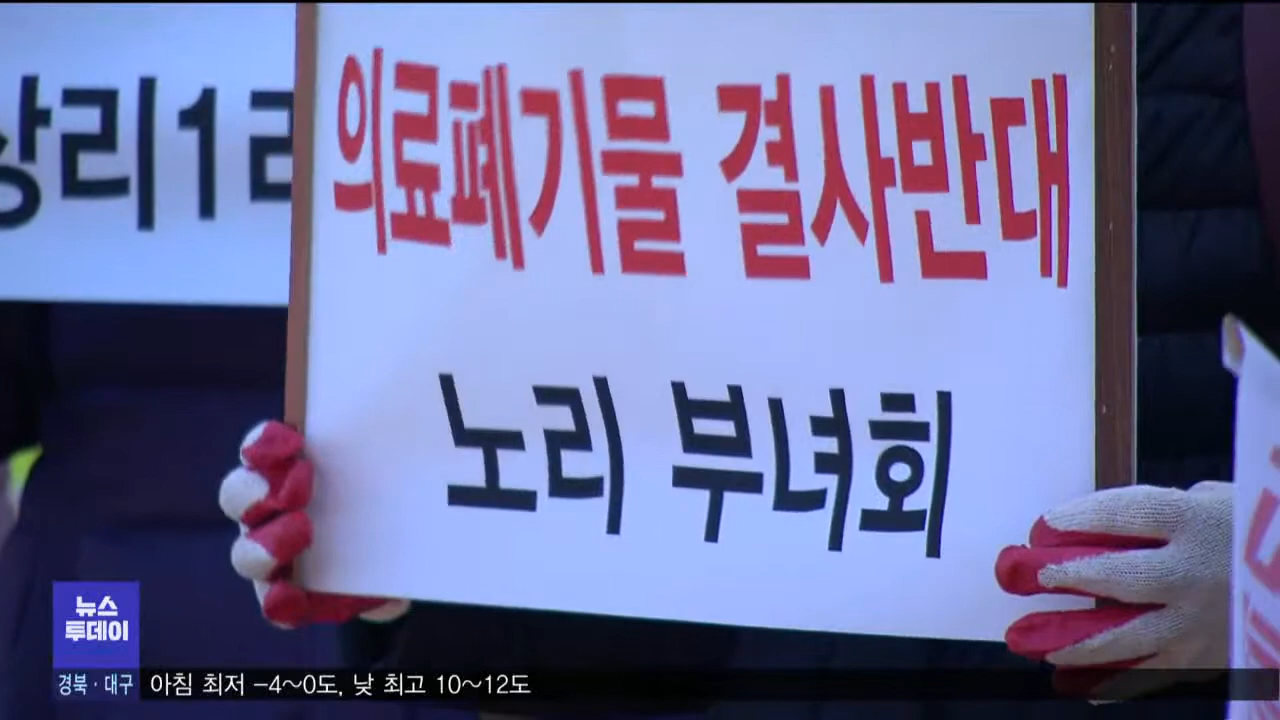 상리1리
의료폐기물 결사반대
노리 부녀회
뉴스
투데이
경북·대구 아침 최저 -4~0도, 낮 최고 10~12도